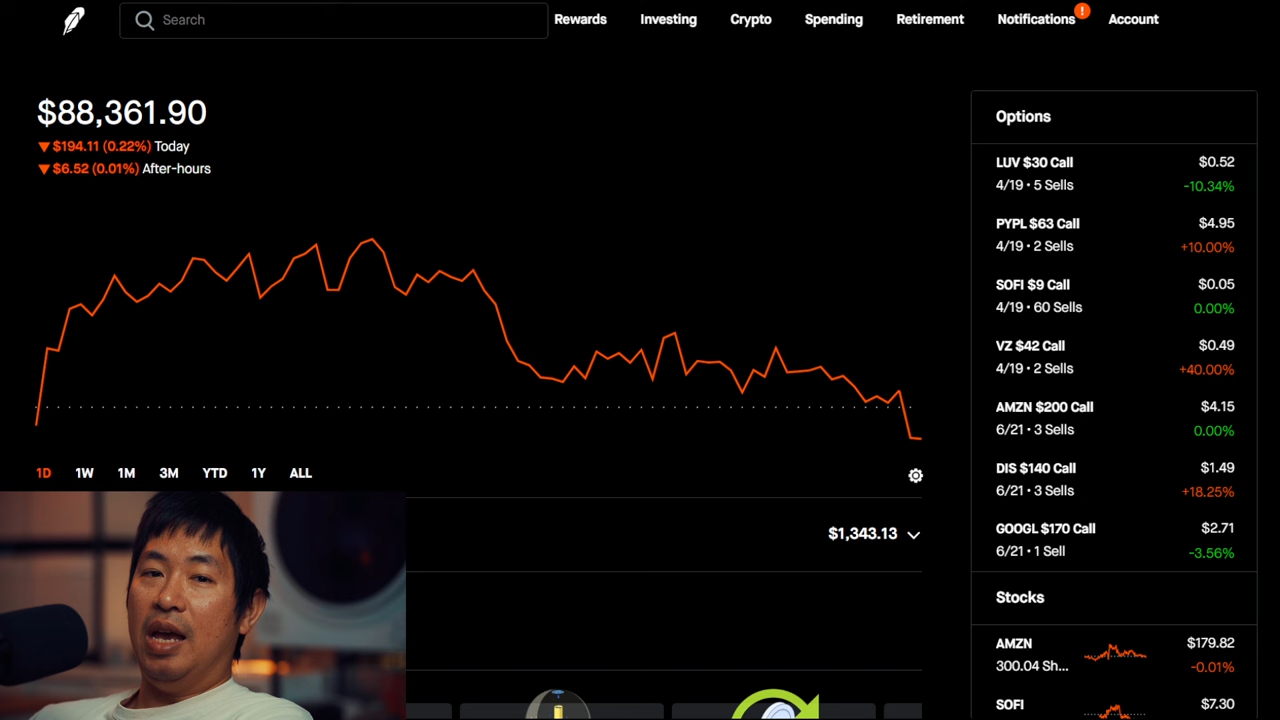 Search
Rewards
Investing
Crypto
Spending
Retirement
Notifications
!
Account
$88,361.90
▼ $194.11 (0.22%) Today
▼ $6.52 (0.01%) After-hours
1D 1W 1M 3M YTD 1Y ALL
$1,343.13
Options
LUV $30 Call $0.52
4/19 • 5 Sells -10.34%
PYPL $63 Call $4.95
4/19 • 2 Sells +10.00%
SOFI $9 Call $0.05
4/19 • 60 Sells 0.00%
VZ $42 Call $0.49
4/19 • 2 Sells +40.00%
AMZN $200 Call $4.15
6/21 • 3 Sells 0.00%
DIS $140 Call $1.49
6/21 • 3 Sells +18.25%
GOOGL $170 Call $2.71
6/21 • 1 Sell -3.56%
Stocks
AMZN $179.82
300.04 Sh... -0.01%
SOFI $7.30